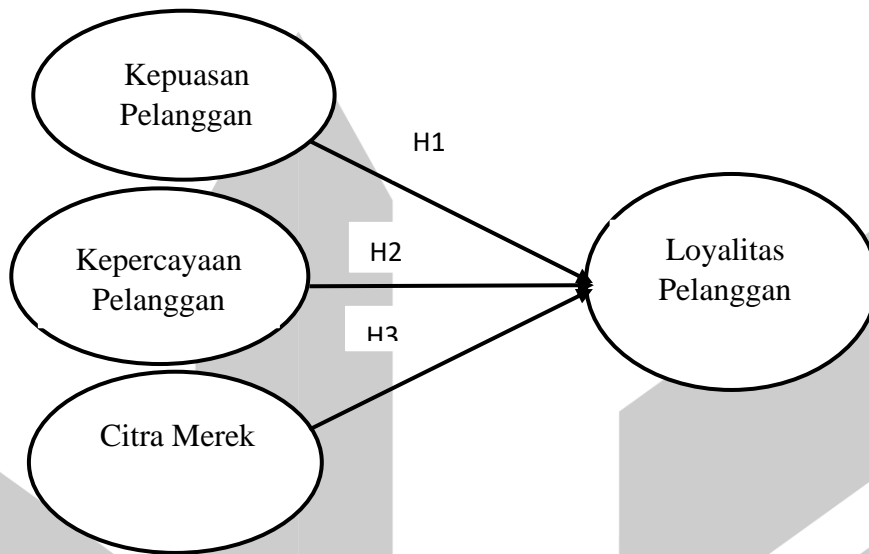 Kepuasan
Pelanggan
H1
Kepercayaan
Pelanggan
H2
Loyalitas
Pelanggan
H3
Citra Merek